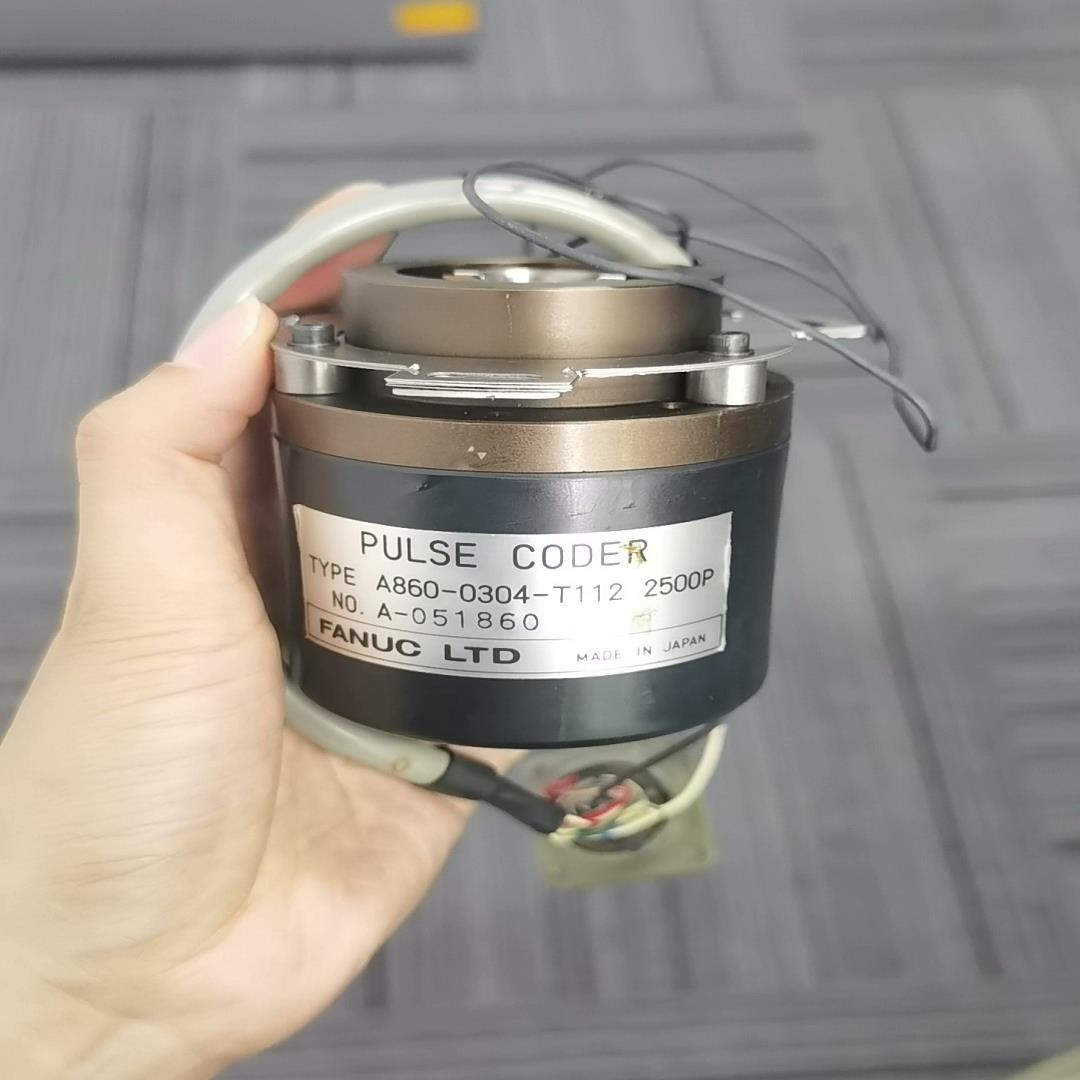 PULSE CODER
TYPE A860-0304-T112 2500P
NO. A-051860
FANUC LTD MADE IN JAPAN